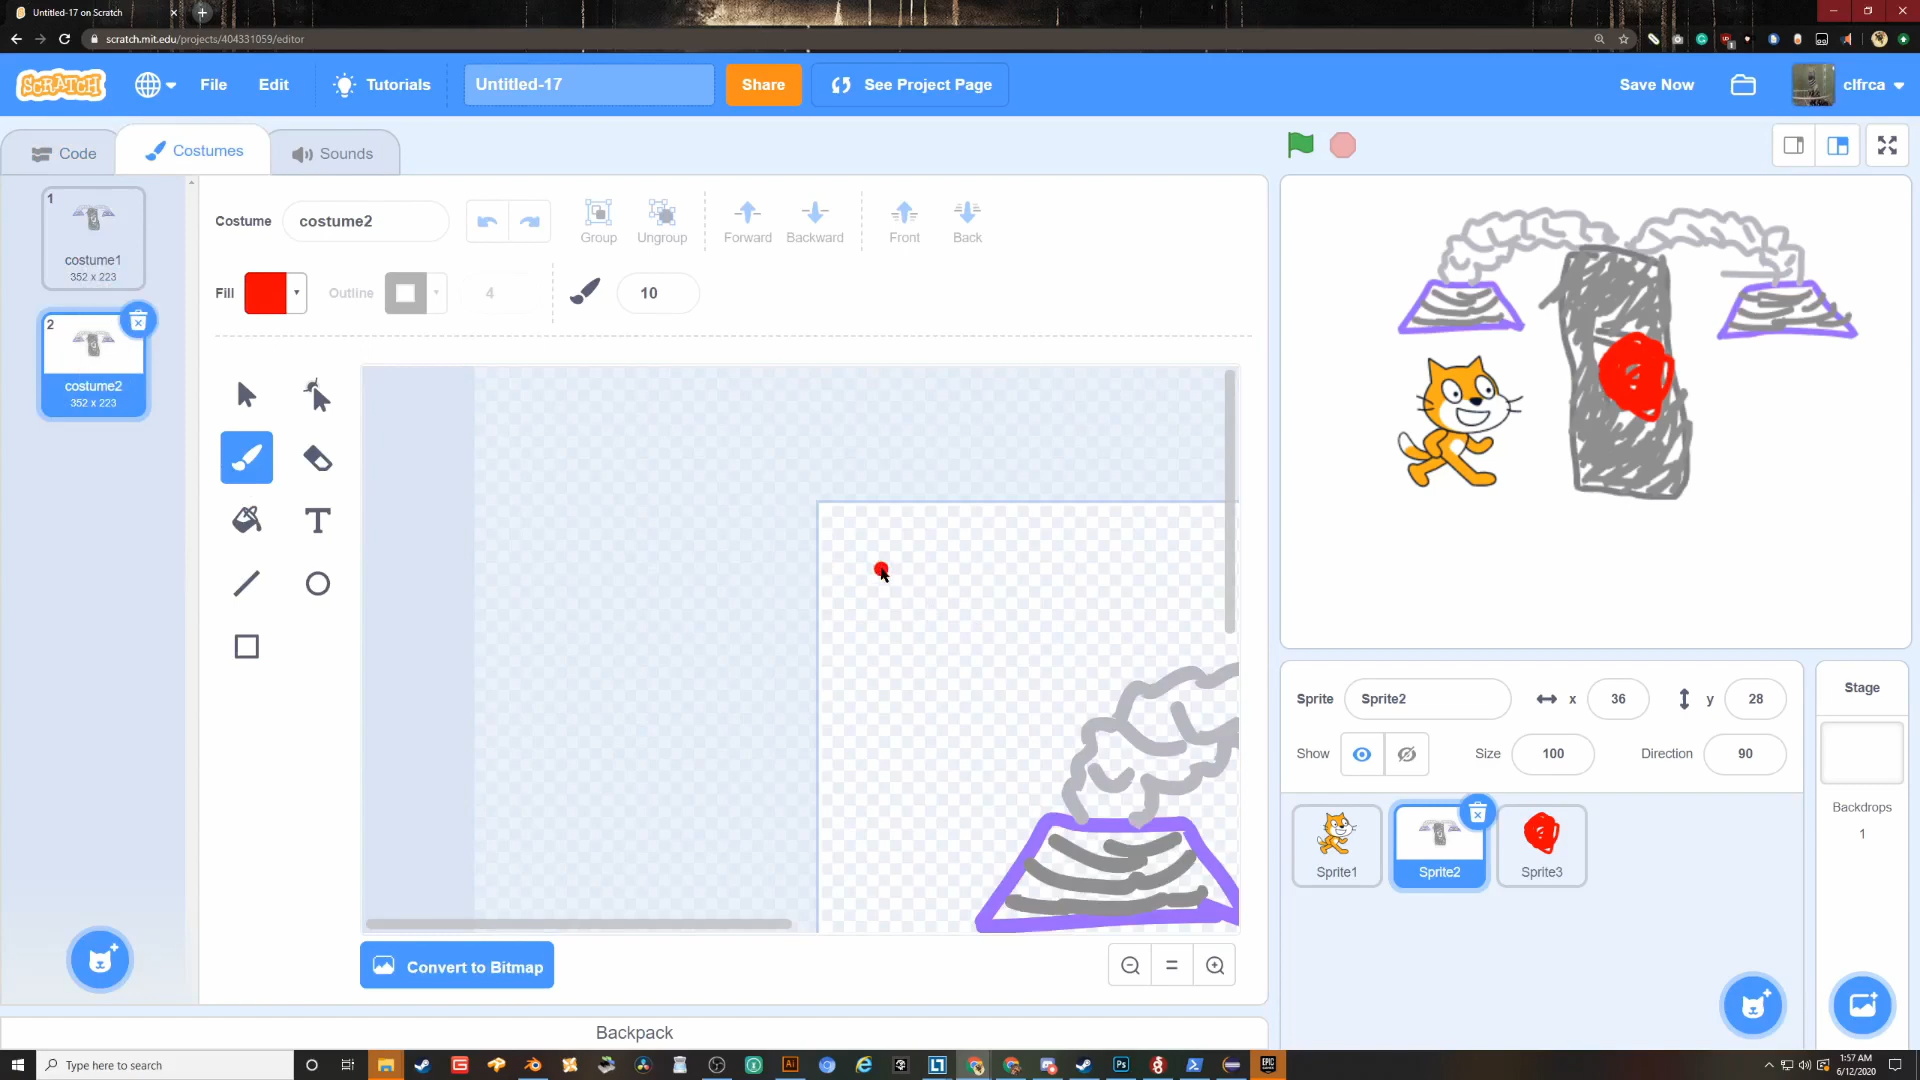 Untitled-17 on Scratch
scratch.mit.edu/projects/404331059/editor
SCRATCH
File
Edit
Tutorials
Untitled-17
Share
See Project Page
Save Now
clfrca
Code
Costumes
Sounds
1
costume1
352 x 223
2
costume2
352 x 223
Costume
costume2
Group
Ungroup
Forward
Backward
Front
Back
Fill
Outline
4
10
T
Convert to Bitmap
Backpack
Sprite
Sprite2
x
36
y
28
Show
Size
100
Direction
90
Sprite1
Sprite2
Sprite3
Stage
Backdrops
1
Type here to search
Ai
Ps
EPIC
1:57 AM
6/12/2020